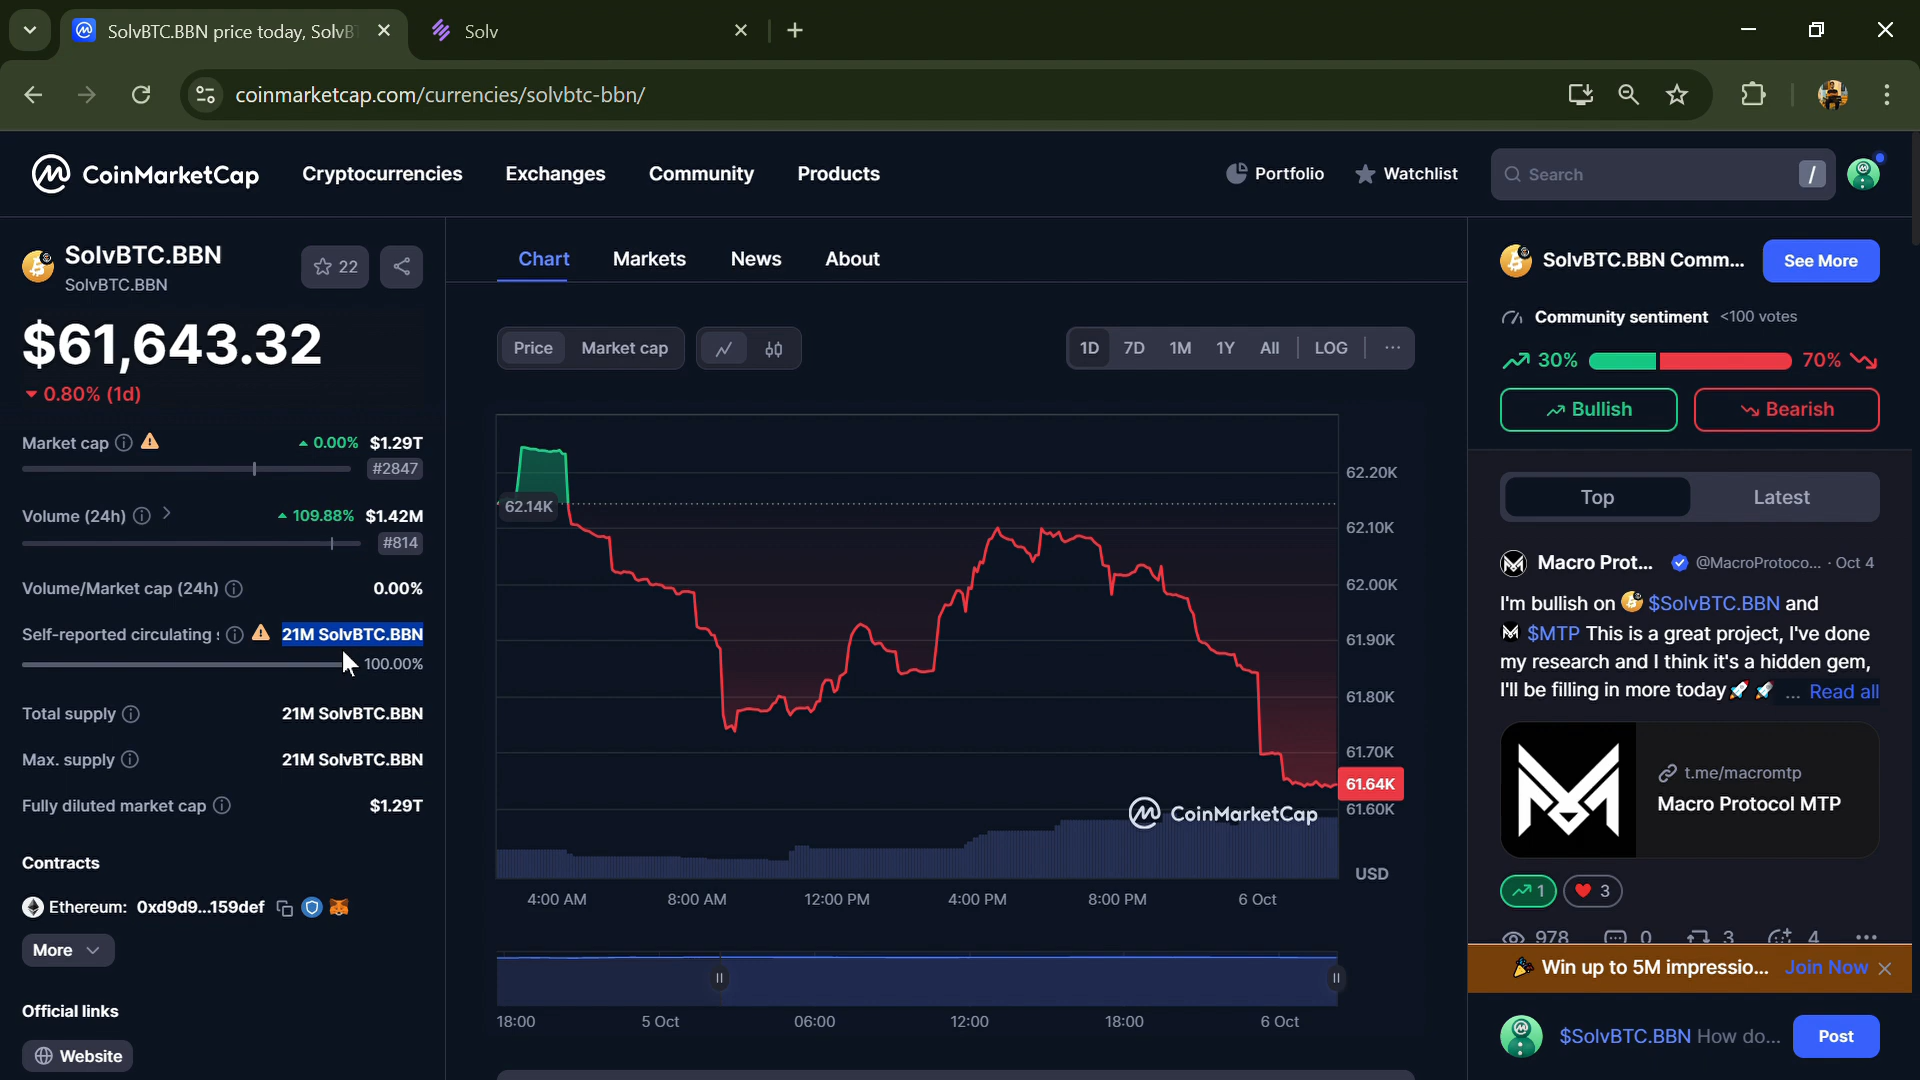 SolvBTC.BBN price today, SolvB
Solv
coinmarketcap.com/currencies/solvbtc-bbn/
CoinMarketCap
Cryptocurrencies
Exchanges
Community
Products
Portfolio
Watchlist
Search
/
SolvBTC.BBN
SolvBTC.BBN
22
$61,643.32
0.80% (1d)
Market cap
0.00% $1.29T
#2847
Volume (24h)
109.88% $1.42M
#814
Volume/Market cap (24h)
0.00%
Self-reported circulating s
21M SolvBTC.BBN
100.00%
Total supply
21M SolvBTC.BBN
Max. supply
21M SolvBTC.BBN
Fully diluted market cap
$1.29T
Contracts
Ethereum: 0xd9d9...159def
More
Official links
Website
Chart
Markets
News
About
Price
Market cap
1D
7D
1M
1Y
All
LOG
...
62.14K
62.20K
62.10K
62.00K
61.90K
61.80K
61.70K
61.64K
61.60K
CoinMarketCap
USD
4:00 AM
8:00 AM
12:00 PM
4:00 PM
8:00 PM
6 Oct
18:00
5 Oct
06:00
12:00
18:00
6 Oct
SolvBTC.BBN Comm...
See More
Community sentiment <100 votes
30%
70%
Bullish
Bearish
Top
Latest
Macro Prot... @MacroProtoco... · Oct 4
I'm bullish on $SolvBTC.BBN and
$MTP This is a great project, I've done
my research and I think it's a hidden gem,
I'll be filling in more today🚀 🚀 ... Read all
t.me/macromtp
Macro Protocol MTP
1
3
978
0
3
4
Win up to 5M impressio... Join Now
$SolvBTC.BBN How do...
Post